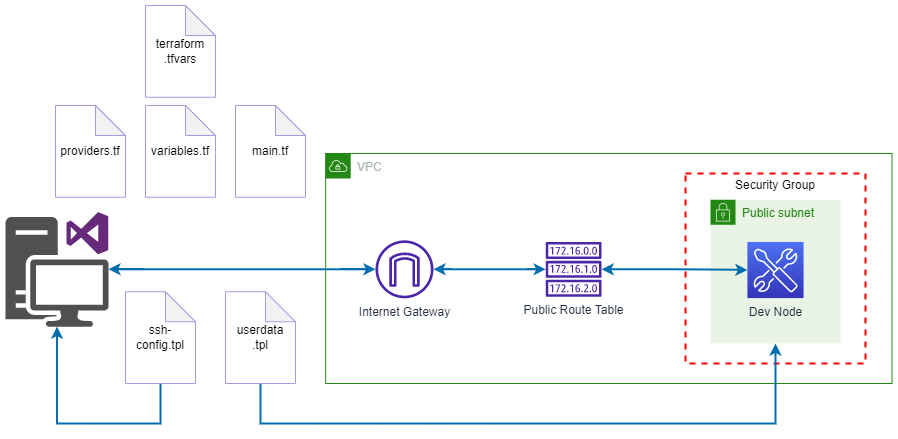 terraform
.tfvars
providers.tf
variables.tf
main.tf
VPC
Security Group
Public subnet
172.16.0.0
172.16.1.0
172.16.2.0
Internet Gateway
Public Route Table
Dev Node
ssh-
config.tpl
userdata
.tpl